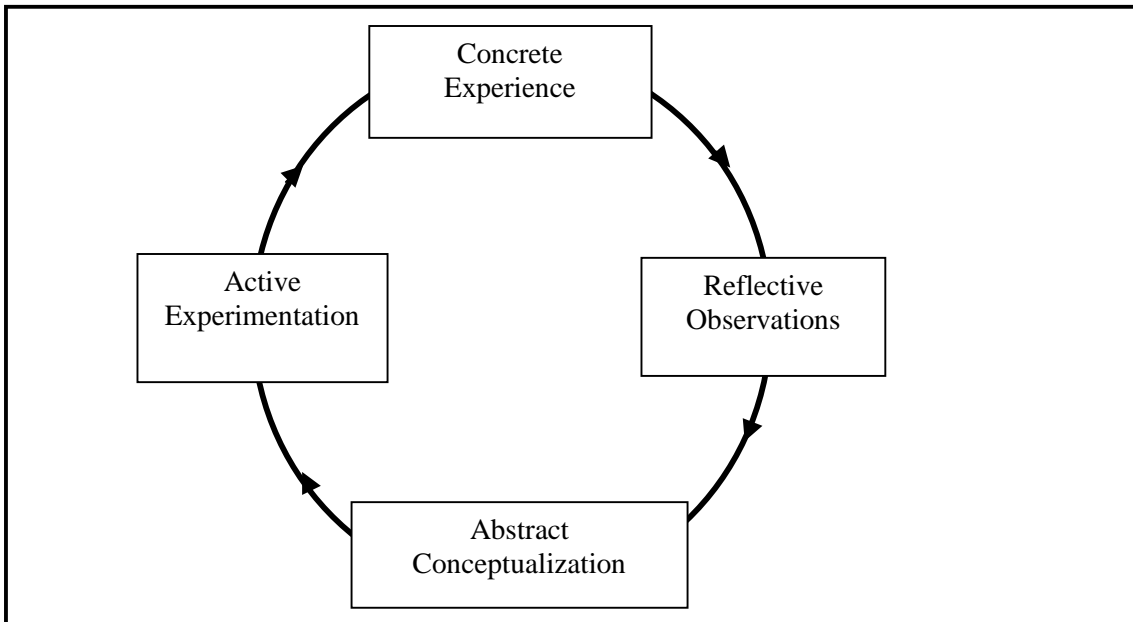 Concrete
Experience
Active
Experimentation
Reflective
Observations
Abstract
Conceptualization